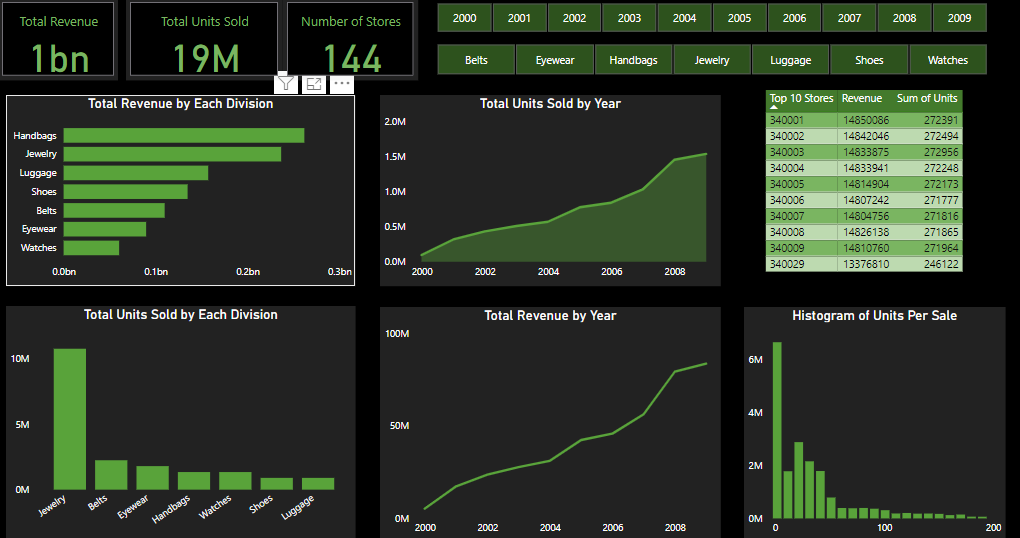 Total Revenue
1bn
Total Units Sold
19M
Number of Stores
144
2000 2001 2002 2003 2004 2005 2006 2007 2008 2009
Belts Eyewear Handbags Jewelry Luggage Shoes Watches
Total Revenue by Each Division
Handbags
Jewelry
Luggage
Shoes
Belts
Eyewear
Watches
0.0bn 0.1bn 0.2bn 0.3bn
Total Units Sold by Year
2.0M
1.5M
1.0M
0.5M
0.0M
2000 2002 2004 2006 2008
Top 10 Stores Revenue Sum of Units
340001 14850086 272391
340002 14842046 272494
340003 14833875 272956
340004 14833941 272248
340005 14814904 272173
340006 14807242 271777
340007 14804756 271816
340008 14826138 271865
340009 14810760 271964
340029 13376810 246122
Total Units Sold by Each Division
10M
5M
0M
Jewelry Belts Eyewear Handbags Watches Shoes Luggage
Total Revenue by Year
100M
50M
0M
2000 2002 2004 2006 2008
Histogram of Units Per Sale
6M
4M
2M
0M
0 100 200